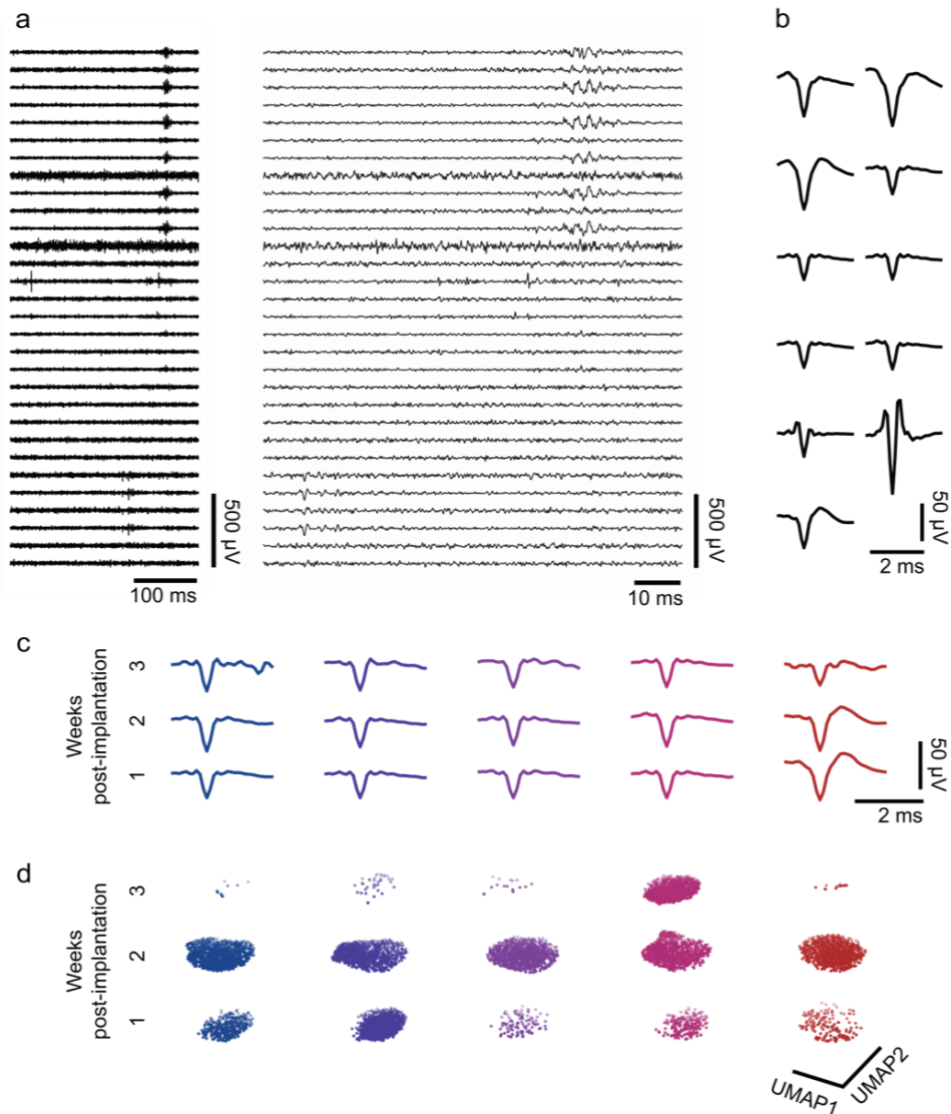 a
b
500 µV
500 µV
100 ms
10 ms
50 µV
2 ms
c
Weeks
post-implantation
3
2
1
50 µV
2 ms
d
Weeks
post-implantation
3
2
1
UMAP1
UMAP2